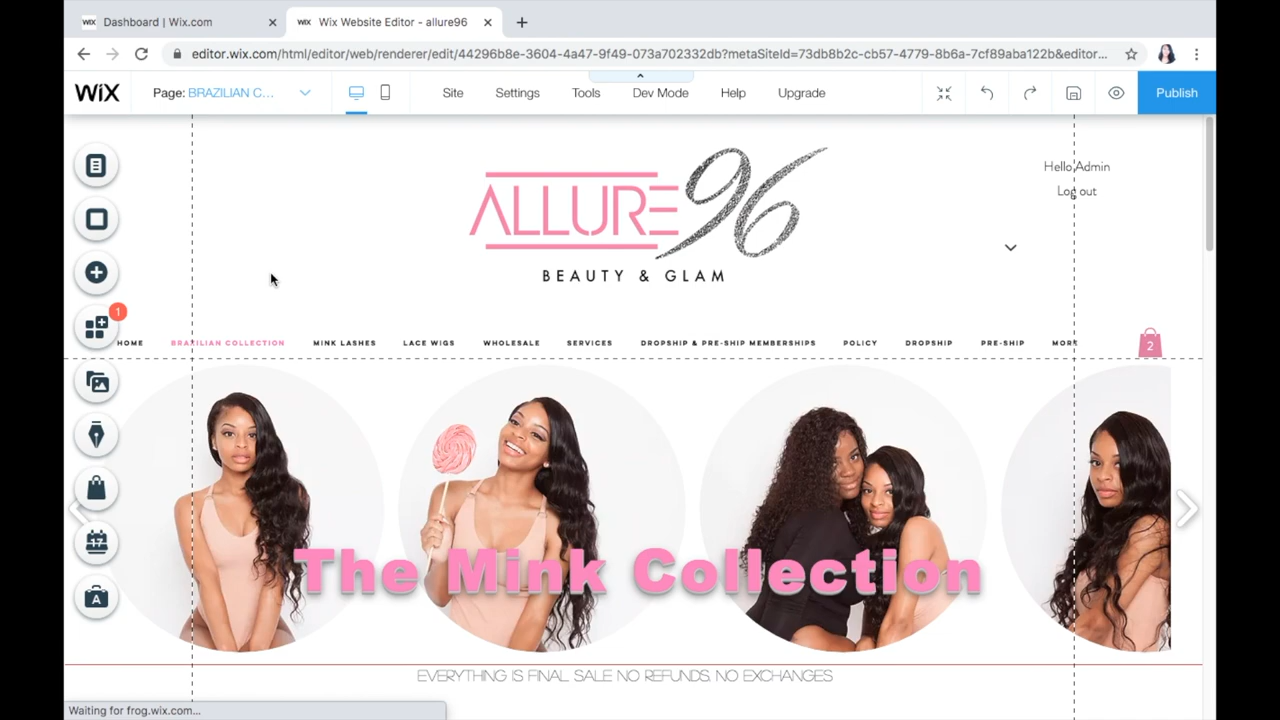 Dashboard | Wix.com
Wix Website Editor - allure96
editor.wix.com/html/editor/web/renderer/edit/44296b8e-3604-4a47-9f49-073a702332db?metaSiteId=73db8b2c-cb57-4779-8b6a-7cf89aba122b&editor...
WiX Page: BRAZILIAN C... Site Settings Tools Dev Mode Help Upgrade Publish
Hello Admin
Log out
ALLURE96
BEAUTY & GLAM
1
HOME BRAZILIAN COLLECTION MINK LASHES LACE WIGS WHOLESALE SERVICES DROPSHIP & PRE-SHIP MEMBERSHIPS POLICY DROPSHIP PRE-SHIP MORE 2
The Mink Collection
17
A
EVERYTHING IS FINAL SALE NO REFUNDS, NO EXCHANGES
Waiting for frog.wix.com...